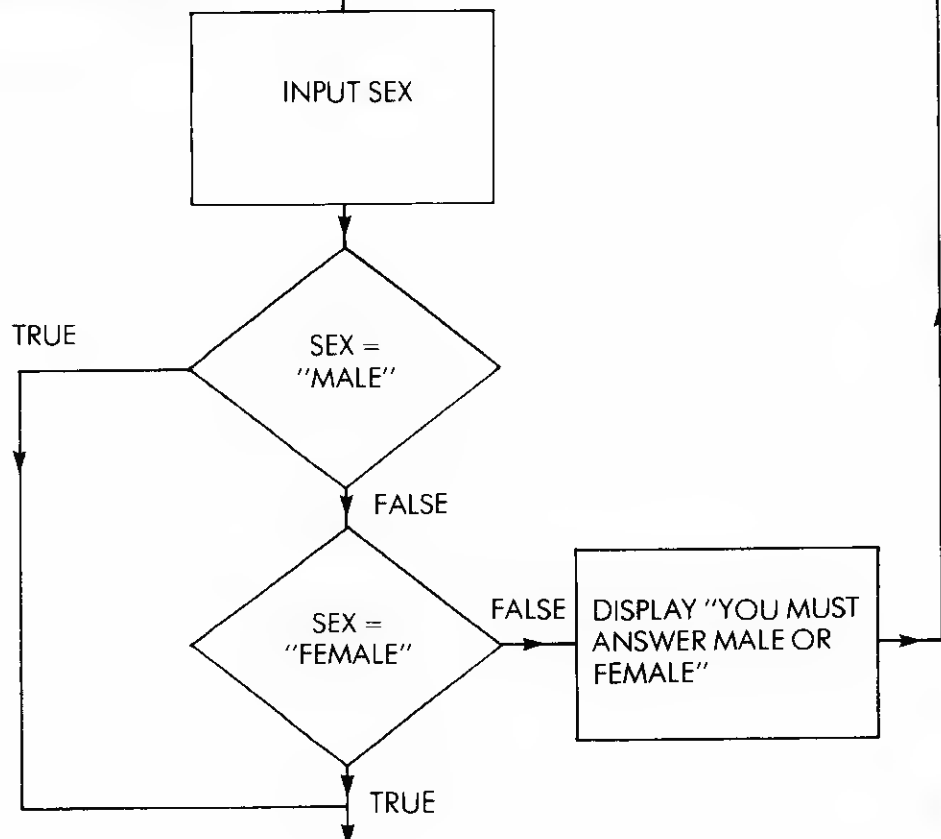 INPUT SEX
TRUE
SEX =
"MALE"
FALSE
SEX =
"FEMALE"
FALSE
DISPLAY "YOU MUST
ANSWER MALE OR
FEMALE"
TRUE